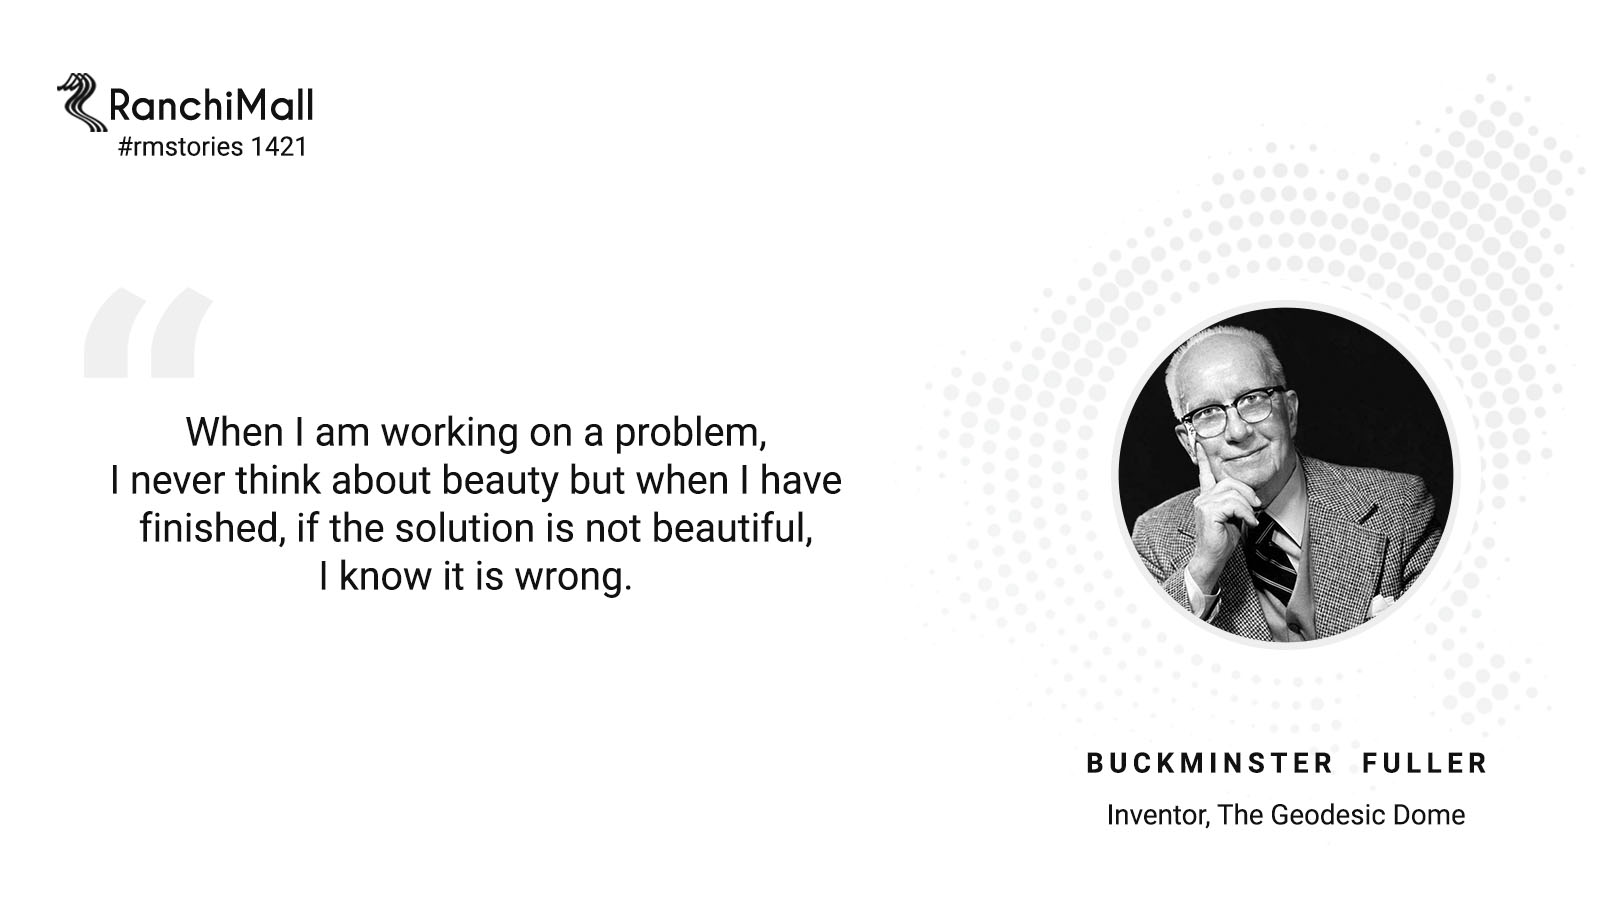 RanchiMall
#rmstories 1421
“
When I am working on a problem,
I never think about beauty but when I have
finished, if the solution is not beautiful,
I know it is wrong.
BUCKMINSTER FULLER
Inventor, The Geodesic Dome